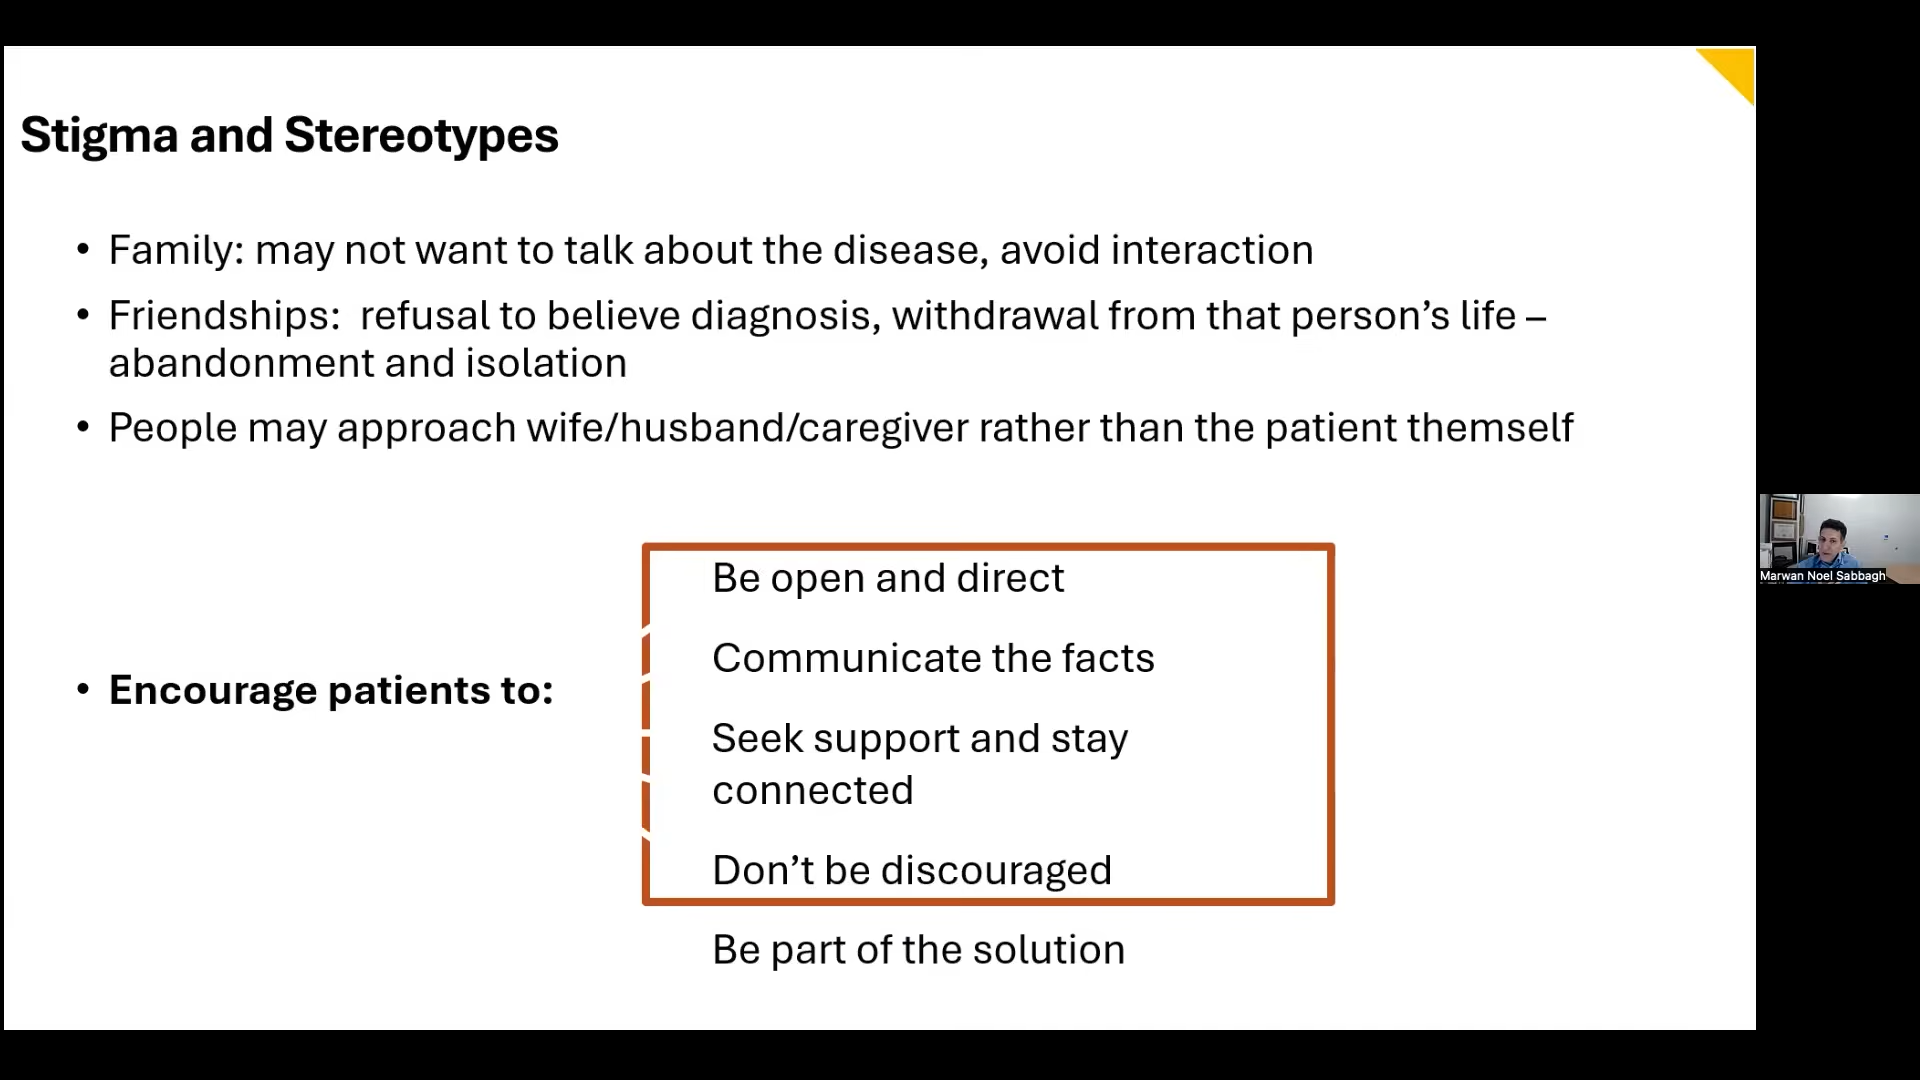 Stigma and Stereotypes
• Family: may not want to talk about the disease, avoid interaction
• Friendships:  refusal to believe diagnosis, withdrawal from that person’s life –
abandonment and isolation
• People may approach wife/husband/caregiver rather than the patient themself
• Encourage patients to:
Be open and direct
Communicate the facts
Seek support and stay
connected
Don’t be discouraged
Be part of the solution
Marwan Noel Sabbagh